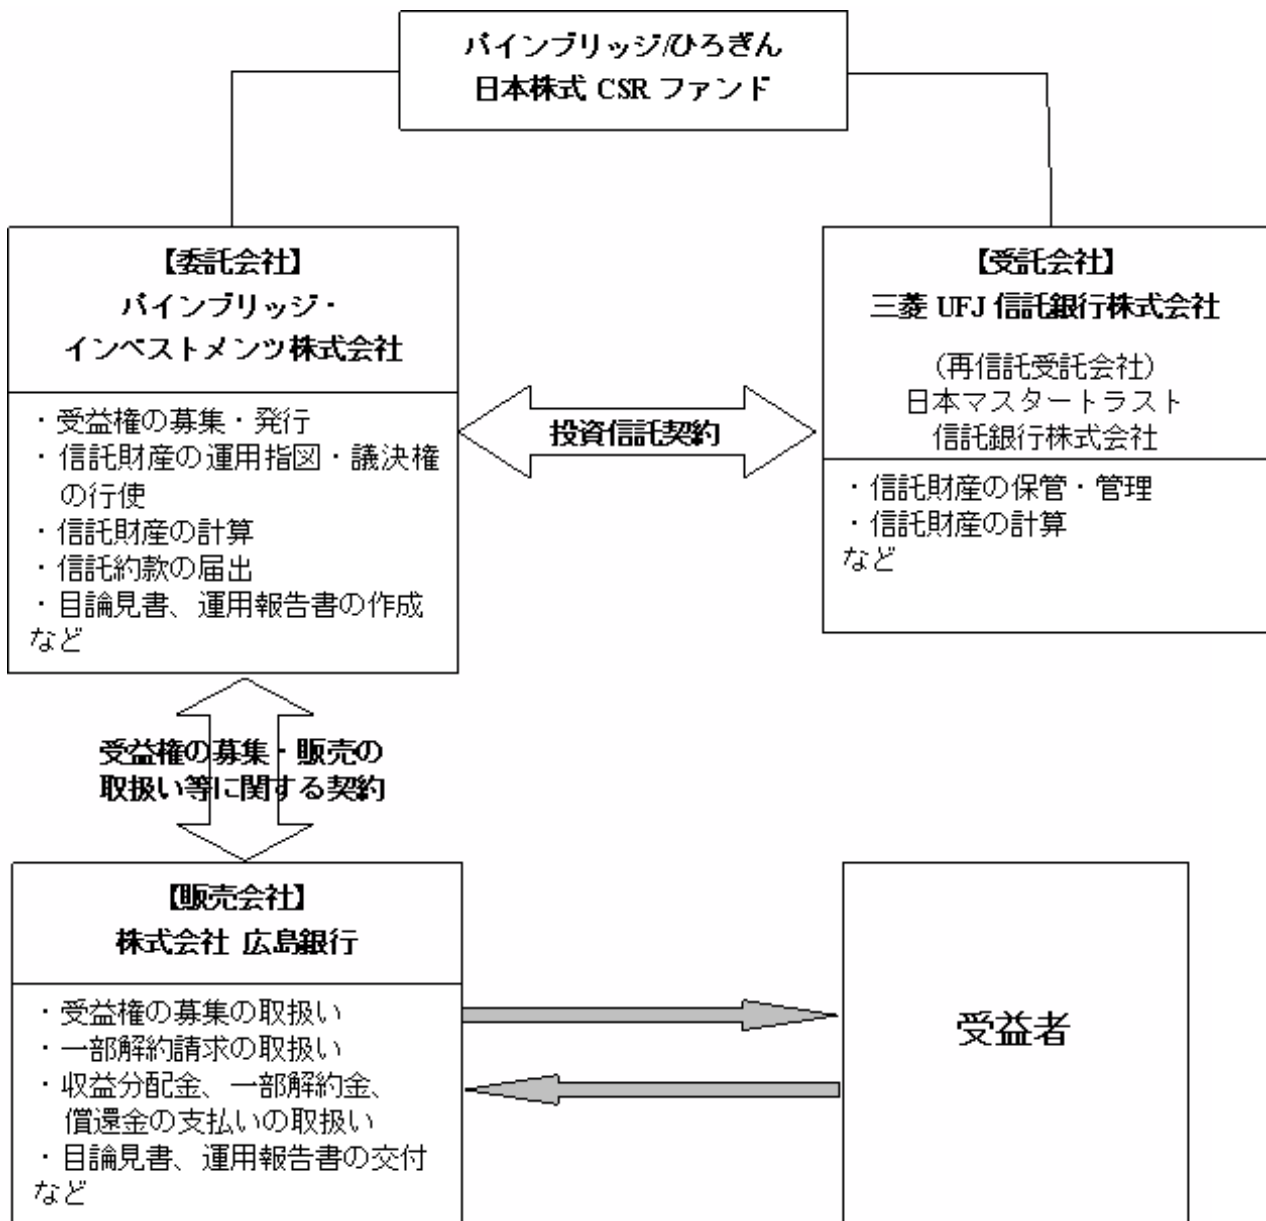 パインブリッジ/ひろぎん
日本株式 CSR ファンド
【委託会社】
パインブリッジ・
インベストメンツ株式会社
・受益権の募集・発行
・信託財産の運用指図・議決権
の行使
・信託財産の計算
・信託約款の届出
・目論見書、運用報告書の作成
など
投資信託契約
【受託会社】
三菱 UFJ 信託銀行株式会社
（再信託受託会社）
日本マスタートラスト
信託銀行株式会社
・信託財産の保管・管理
・信託財産の計算
など
受益権の募集・販売の
取扱い等に関する契約
【販売会社】
株式会社 広島銀行
・受益権の募集の取扱い
・一部解約請求の取扱い
・収益分配金、一部解約金、
償還金の支払いの取扱い
・目論見書、運用報告書の交付
など
受益者